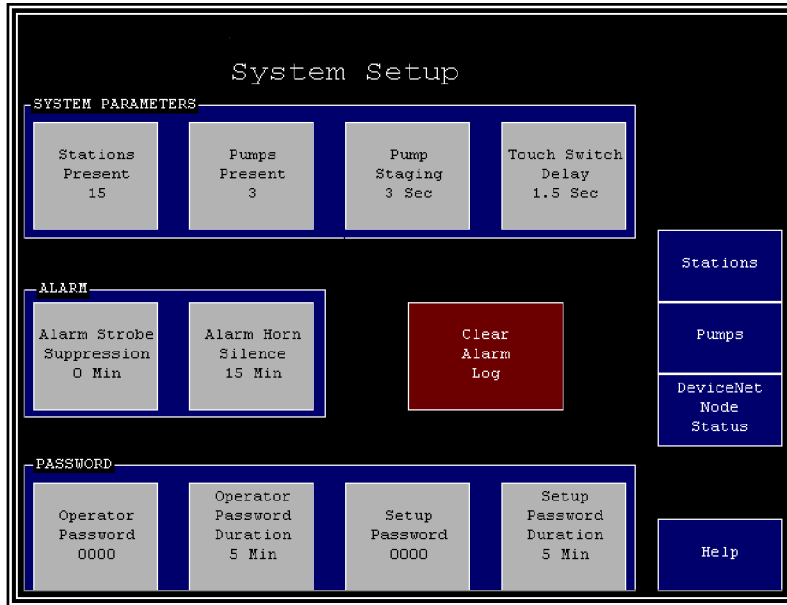 System Setup
SYSTEM PARAMETERS
Stations
Present
15
Pumps
Present
3
Pump
Staging
3 Sec
Touch Switch
Delay
1.5 Sec
Stations
ALARM
Alarm Strobe
Suppression
0 Min
Alarm Horn
Silence
15 Min
Clear
Alarm
Log
Pumps
DeviceNet
Node
Status
PASSWORD
Operator
Password
0000
Operator
Password
Duration
5 Min
Setup
Password
0000
Setup
Password
Duration
5 Min
Help